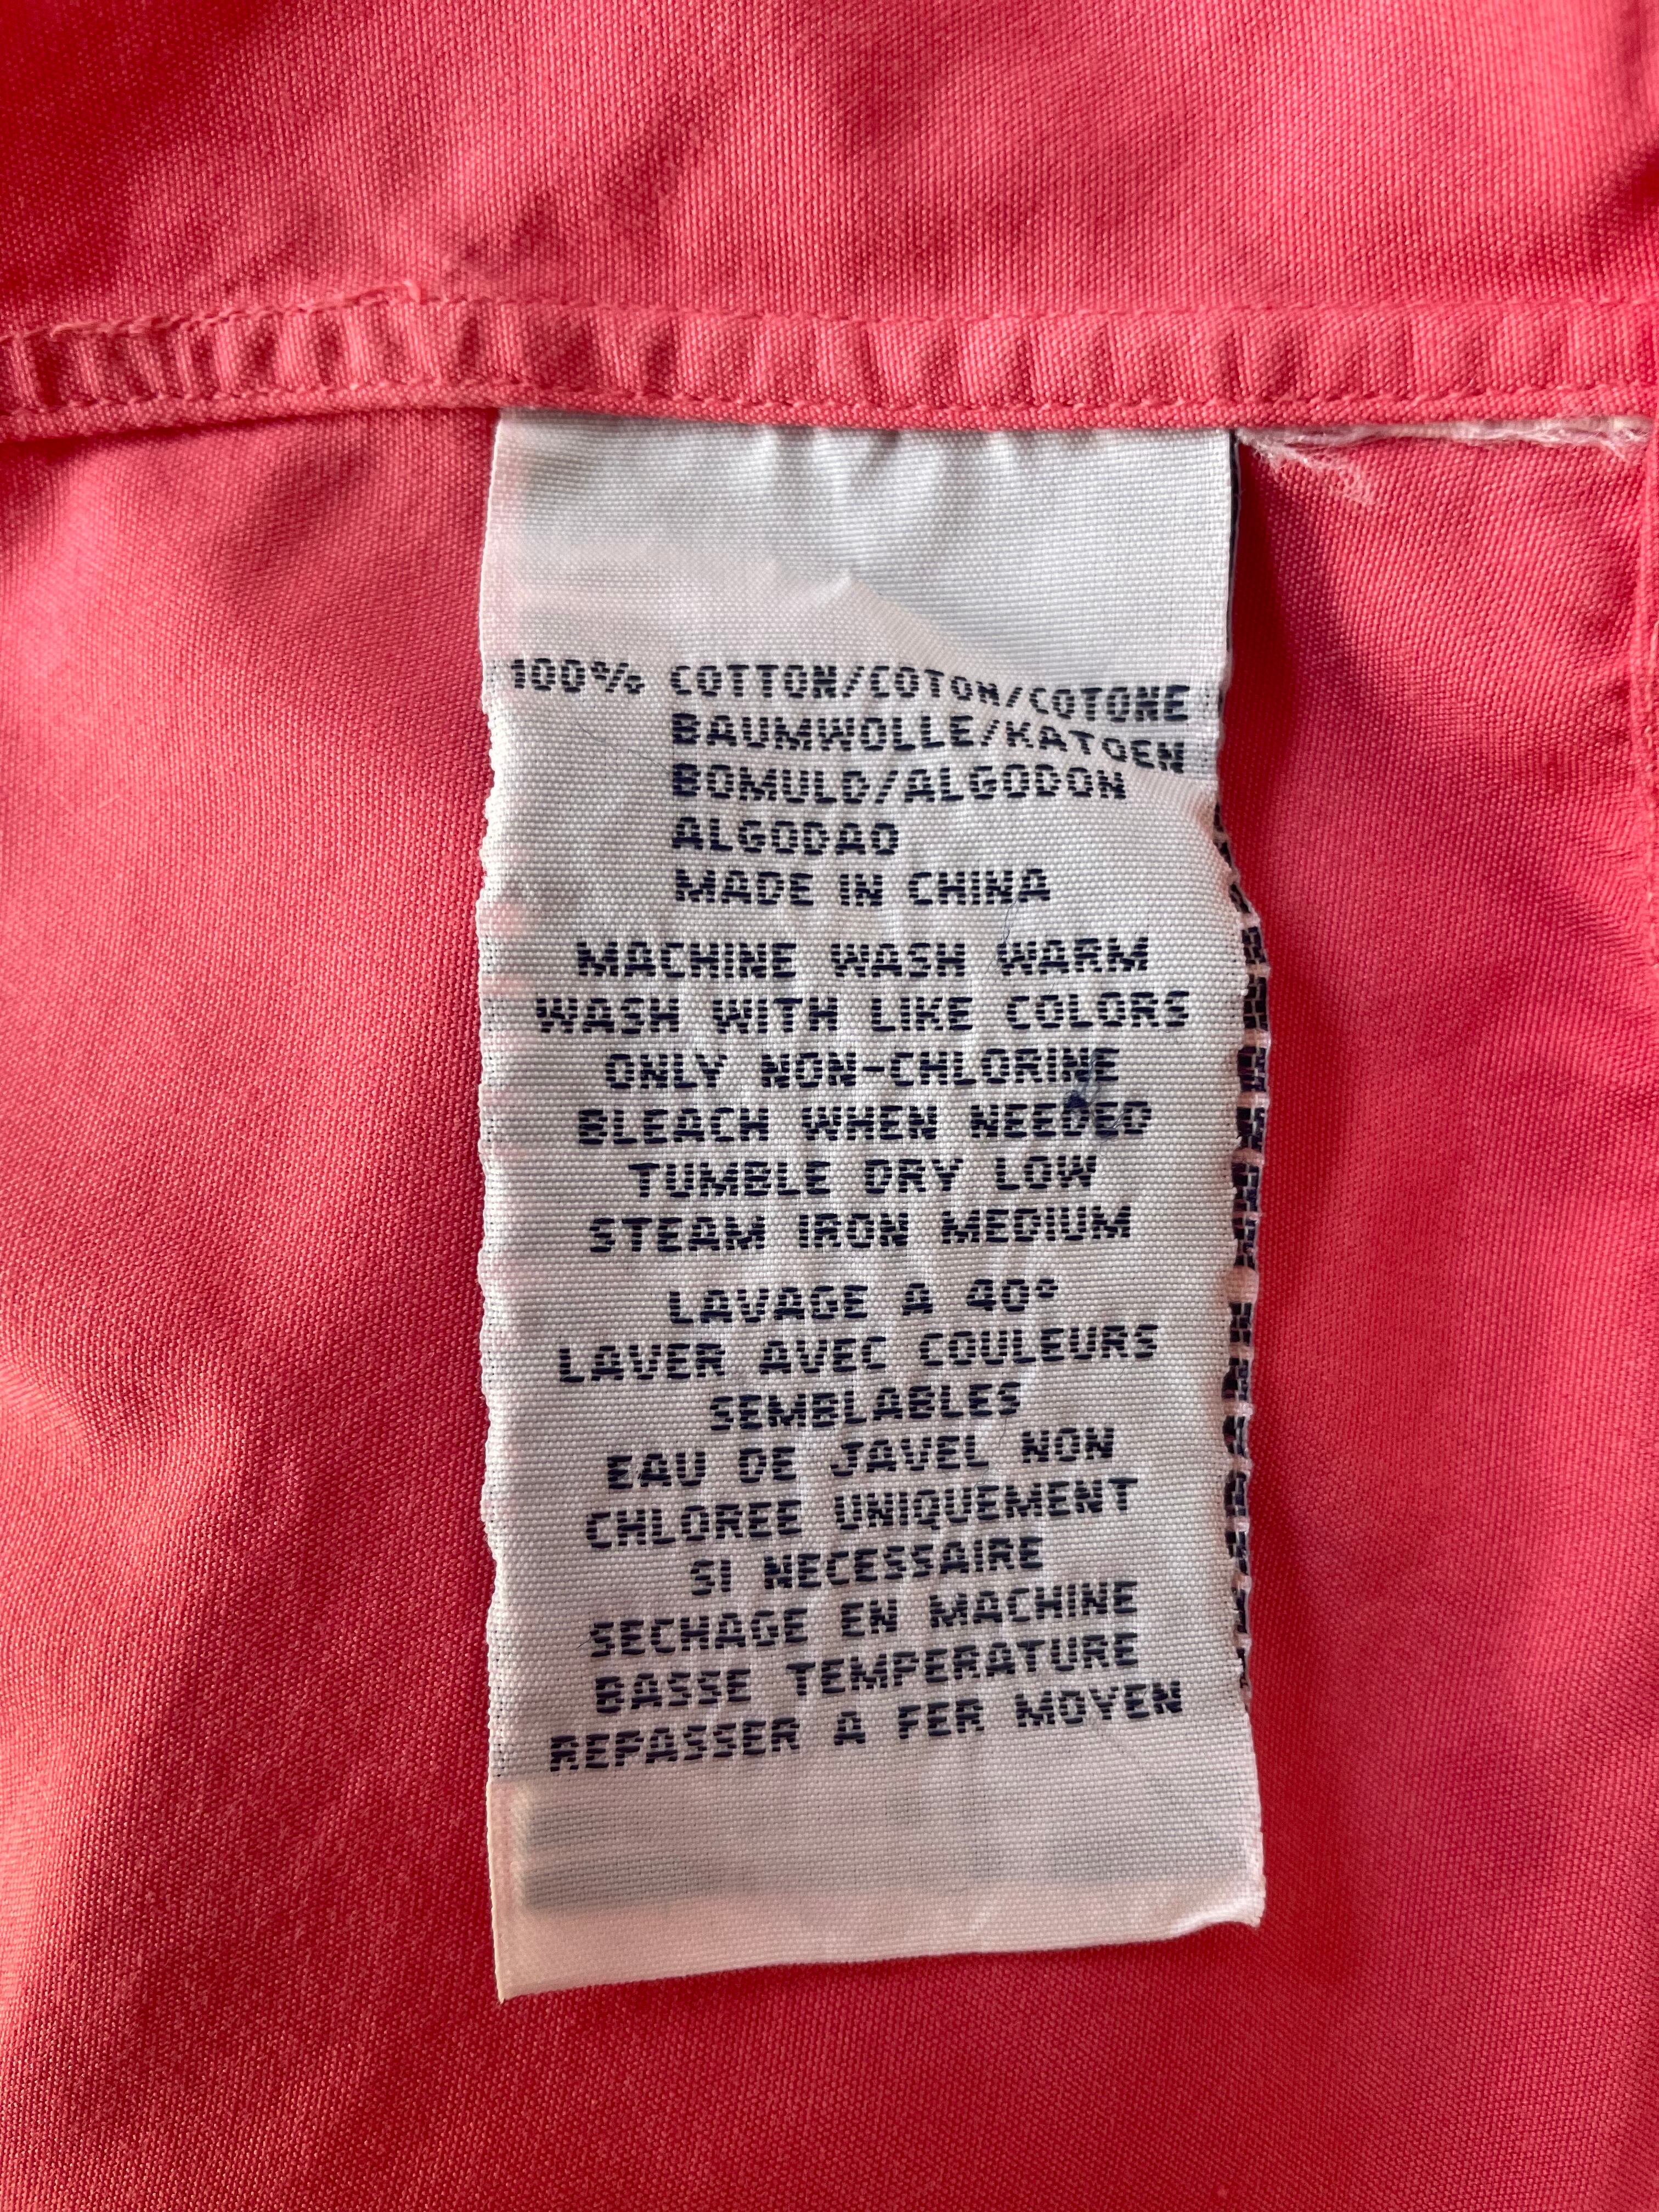 100% COTTON/COTON/COTONE
BAUMWOLLE/KATOEN
BOMULD/ALGODON
ALGODAO
MADE IN CHINA
MACHINE WASH WARM
WASH WITH LIKE COLORS
ONLY NON-CHLORINE
BLEACH WHEN NEEDED
TUMBLE DRY LOW
STEAM IRON MEDIUM
LAVAGE A 40°
LAVER AVEC COULEURS
SEMBLABLES
EAU DE JAVEL NON
CHLOREE UNIQUEMENT
SI NECESSAIRE
SECHAGE EN MACHINE
BASSE TEMPERATURE
REPASSER A FER MOYEN